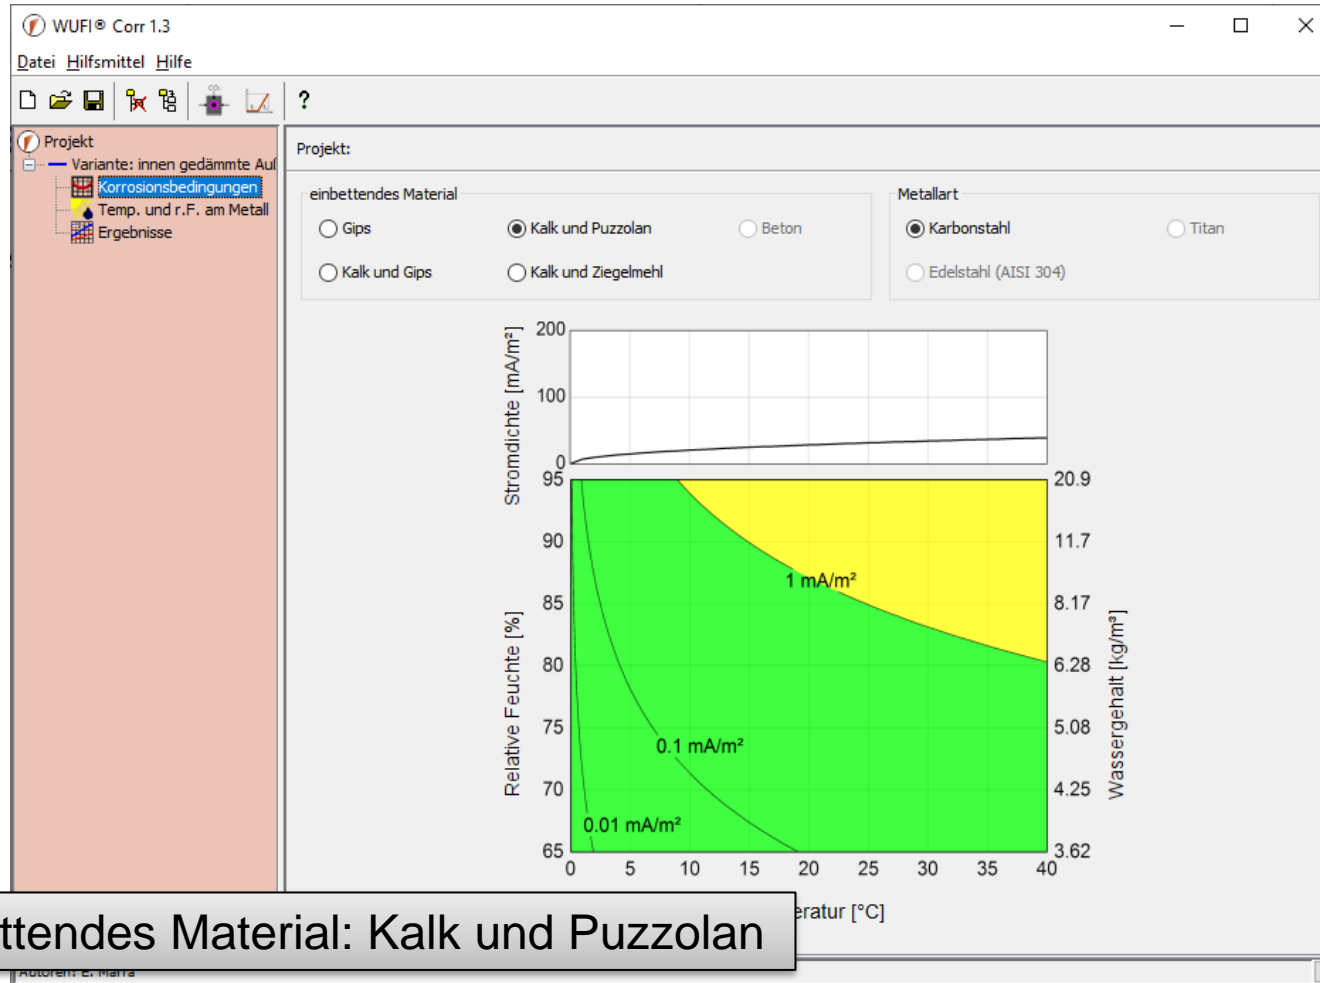 WUFI® Corr 1.3
Datei Hilfsmittel Hilfe
?
Projekt
Variante: innen gedämmte Auf
Korrosionsbedingungen
Temp. und r.F. am Metall
Ergebnisse
Projekt:
einbettendes Material
Gips
Kalk und Puzzolan
Beton
Kalk und Gips
Kalk und Ziegelmehl
Metallart
Karbonstahl
Titan
Edelstahl (AISI 304)
Stromdichte [mA/m²]
200
100
0
Relative Feuchte [%]
95
90
85
80
75
70
65
1 mA/m²
0.1 mA/m²
0.01 mA/m²
20.9
11.7
8.17
6.28
5.08
4.25
3.62
Wassergehalt [kg/m³]
0 5 10 15 20 25 30 35 40
eratur [°C]
ttendes Material: Kalk und Puzzolan
Autoren: E. Marra